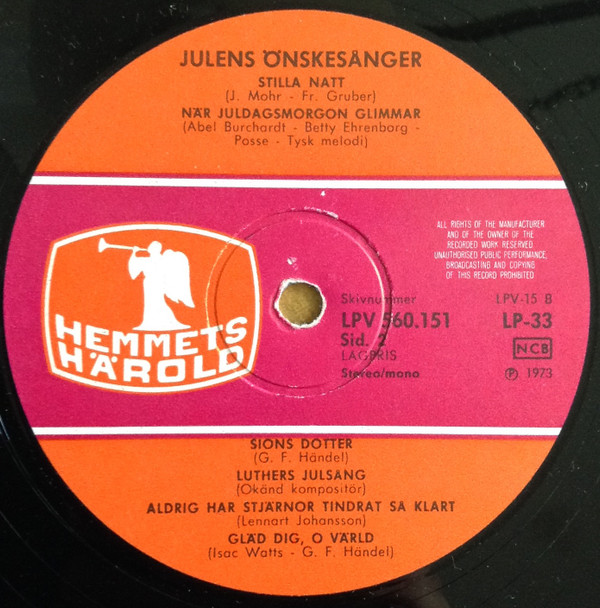 JULENS ÖNSKESÅNGER
STILLA NATT
(J. Mohr - Fr. Gruber)
NÄR JULDAGSMORGON GLIMMAR
(Abel Burchardt - Betty Ehrenborg -
Posse - Tysk melodi)
HEMMETS
HÄROLD
ALL RIGHTS OF THE MANUFACTURER
AND OF THE OWNER OF THE
RECORDED WORK RESERVED.
UNAUTHORISED PUBLIC PERFORMANCE,
BROADCASTING AND COPYING
OF THIS RECORD PROHIBITED
Skivnummer LPV-15 B
LPV 560.151 LP-33
Sid. 2 NCB
LÅGPRIS
Stereo/mono ℗ 1973
SIONS DOTTER
(G. F. Händel)
LUTHERS JULSANG
(Okänd kompositör)
ALDRIG HAR STJÄRNOR TINDRAT SA KLART
(Lennart Johansson)
GLÄD DIG, O VÄRLD
(Isac Watts - G. F. Händel)